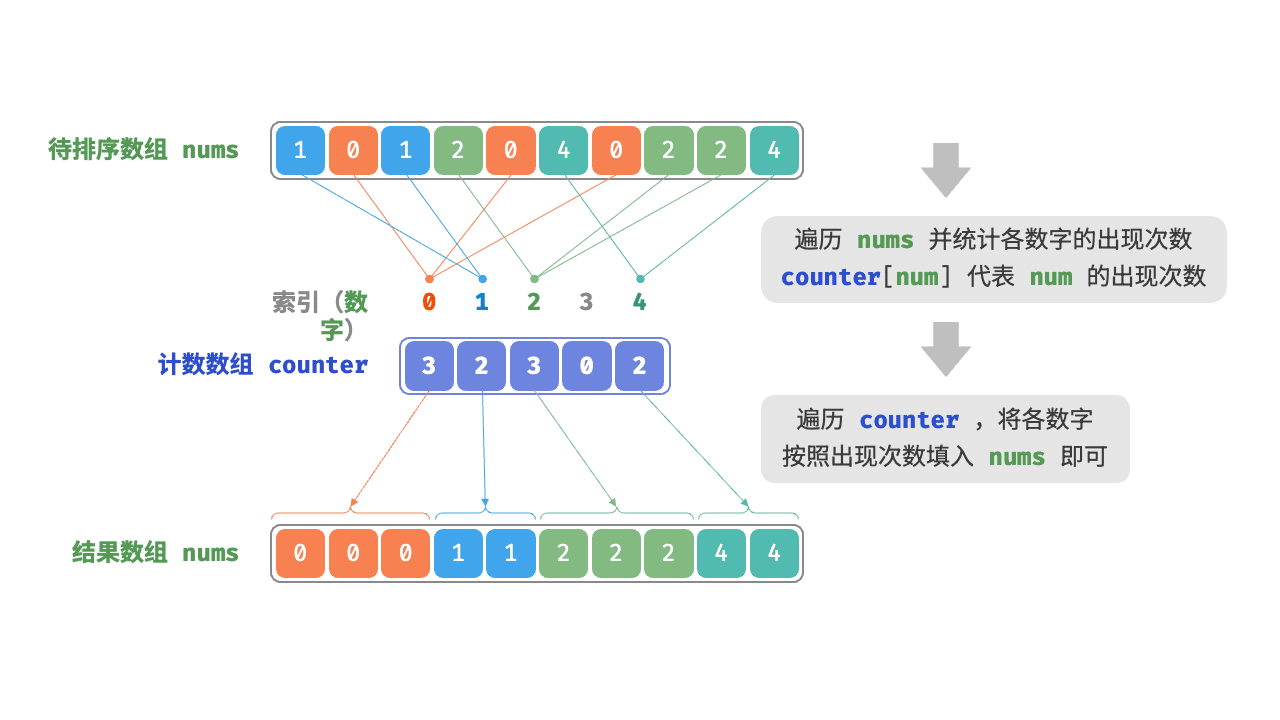 待排序数组 nums
1 0 1 2 0 4 0 2 2 4
遍历 nums 并统计各数字的出现次数
counter[num] 代表 num 的出现次数
索引（数
字）
0 1 2 3 4
计数数组 counter
3 2 3 0 2
遍历 counter ，将各数字
按照出现次数填入 nums 即可
结果数组 nums
0 0 0 1 1 2 2 2 4 4